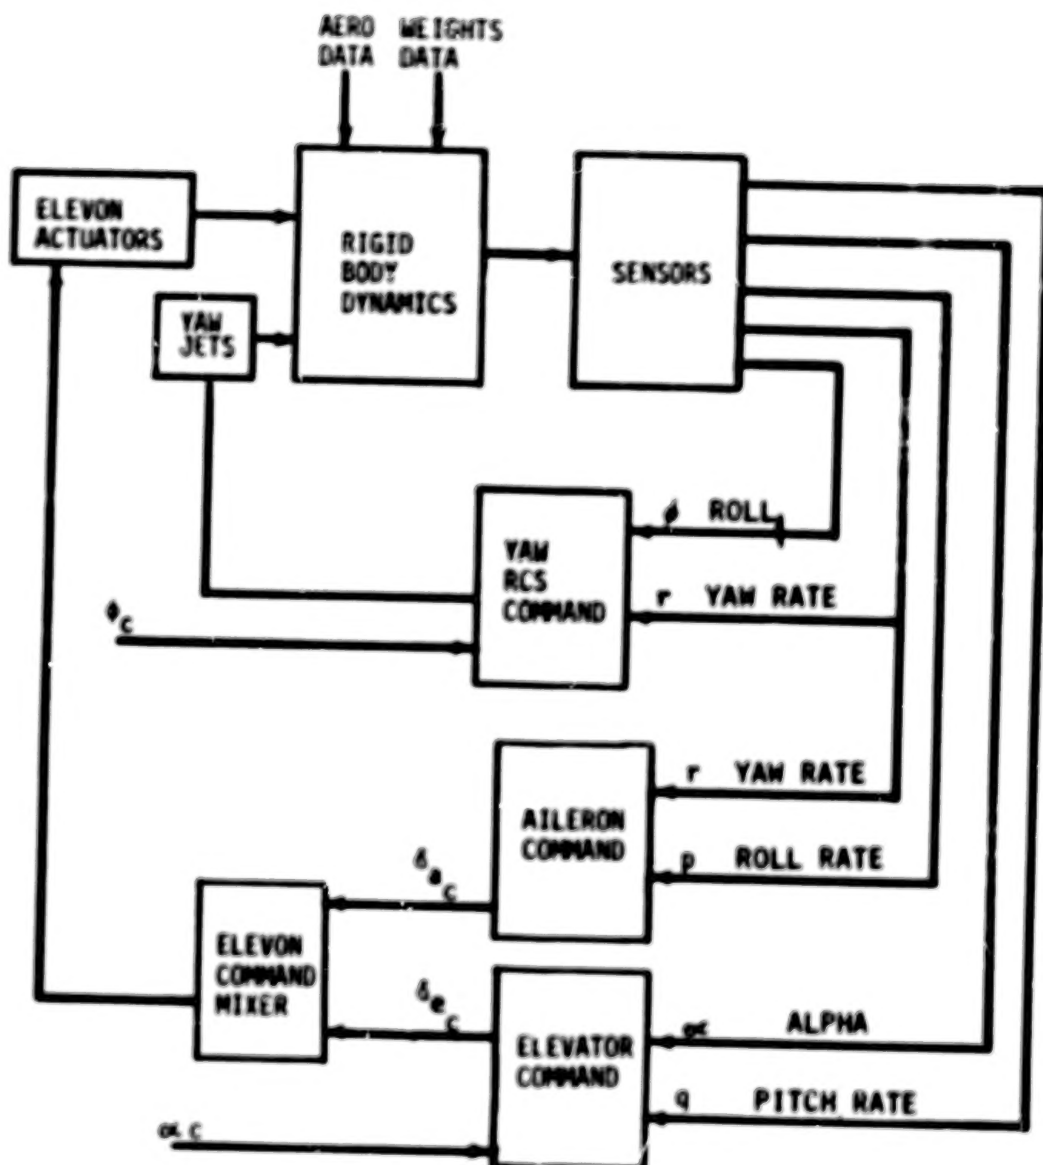 AERO WEIGHTS
DATA DATA
ELEVON
ACTUATORS
RIGID
BODY
DYNAMICS
SENSORS
YAW
JETS
ϕ ROLL
YAW
RCS
COMMAND
r YAW RATE
ϕc
r YAW RATE
AILERON
COMMAND
p ROLL RATE
δac
ELEVON
COMMAND
MIXER
δec
α ALPHA
ELEVATOR
COMMAND
q PITCH RATE
αc